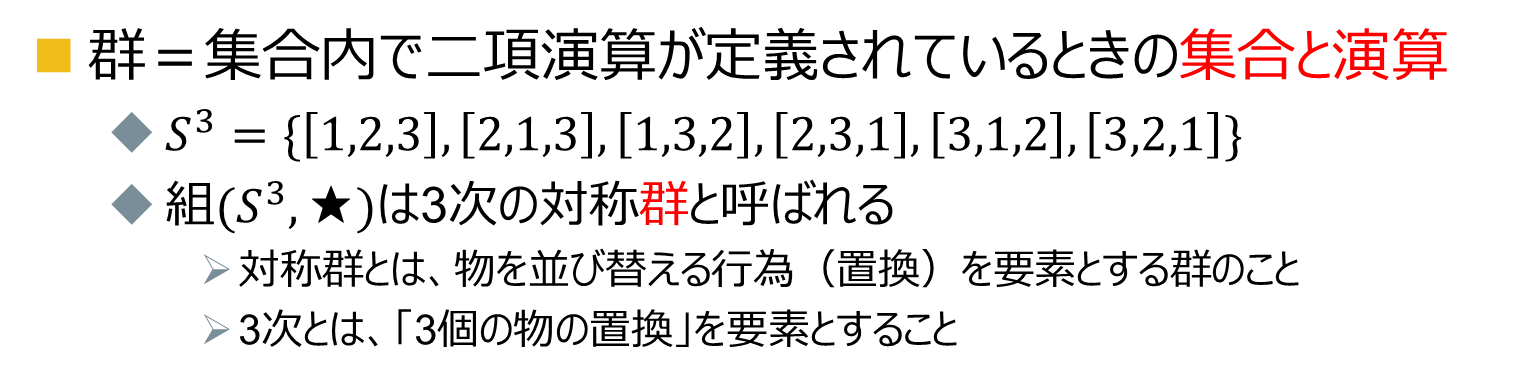 ■ 群＝集合内で二項演算が定義されているときの集合と演算
◆ 𝑆³ = {[1,2,3], [2,1,3], [1,3,2], [2,3,1], [3,1,2], [3,2,1]}
◆ 組(𝑆³, ★)は3次の対称群と呼ばれる
➢ 対称群とは、物を並び替える行為（置換）を要素とする群のこと
➢ 3次とは、「3個の物の置換」を要素とすること